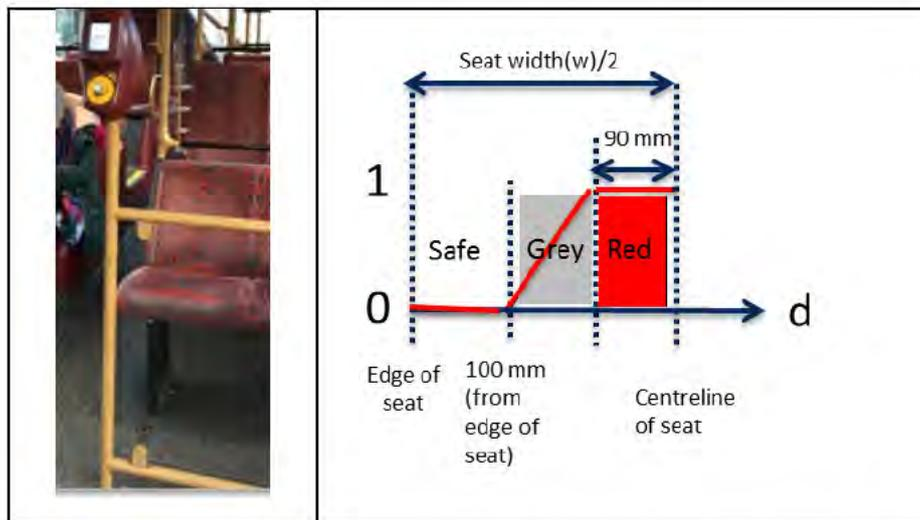 Seat width(w)/2
90 mm
1
Safe
Grey
Red
0
d
Edge of
seat
100 mm
(from
edge of
seat)
Centreline
of seat